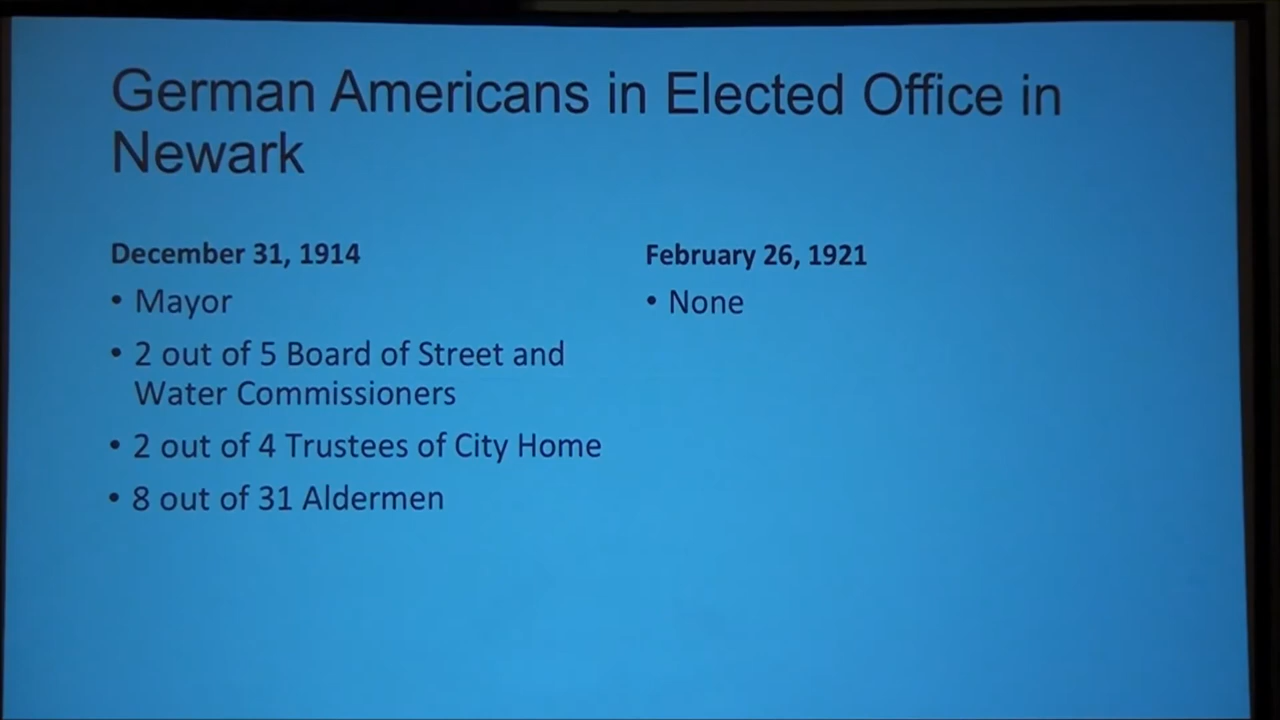 German Americans in Elected Office in
Newark
December 31, 1914
• Mayor
• 2 out of 5 Board of Street and
Water Commissioners
• 2 out of 4 Trustees of City Home
• 8 out of 31 Aldermen
February 26, 1921
• None